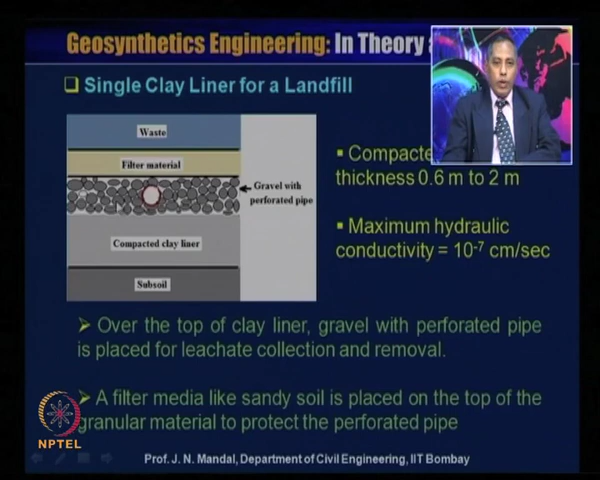 Geosynthetics Engineering: In Theory
Single Clay Liner for a Landfill
Waste
Filter material
Gravel with
perforated pipe
Compacted clay liner
Subsoil
thickness 0.6 m to 2 m
Maximum hydraulic
conductivity = 10⁻⁷ cm/sec
Over the top of clay liner, gravel with perforated pipe
is placed for leachate collection and removal.
A filter media like sandy soil is placed on the top of the
granular material to protect the perforated pipe
NPTEL
Prof. J. N. Mandal, Department of Civil Engineering, IIT Bombay